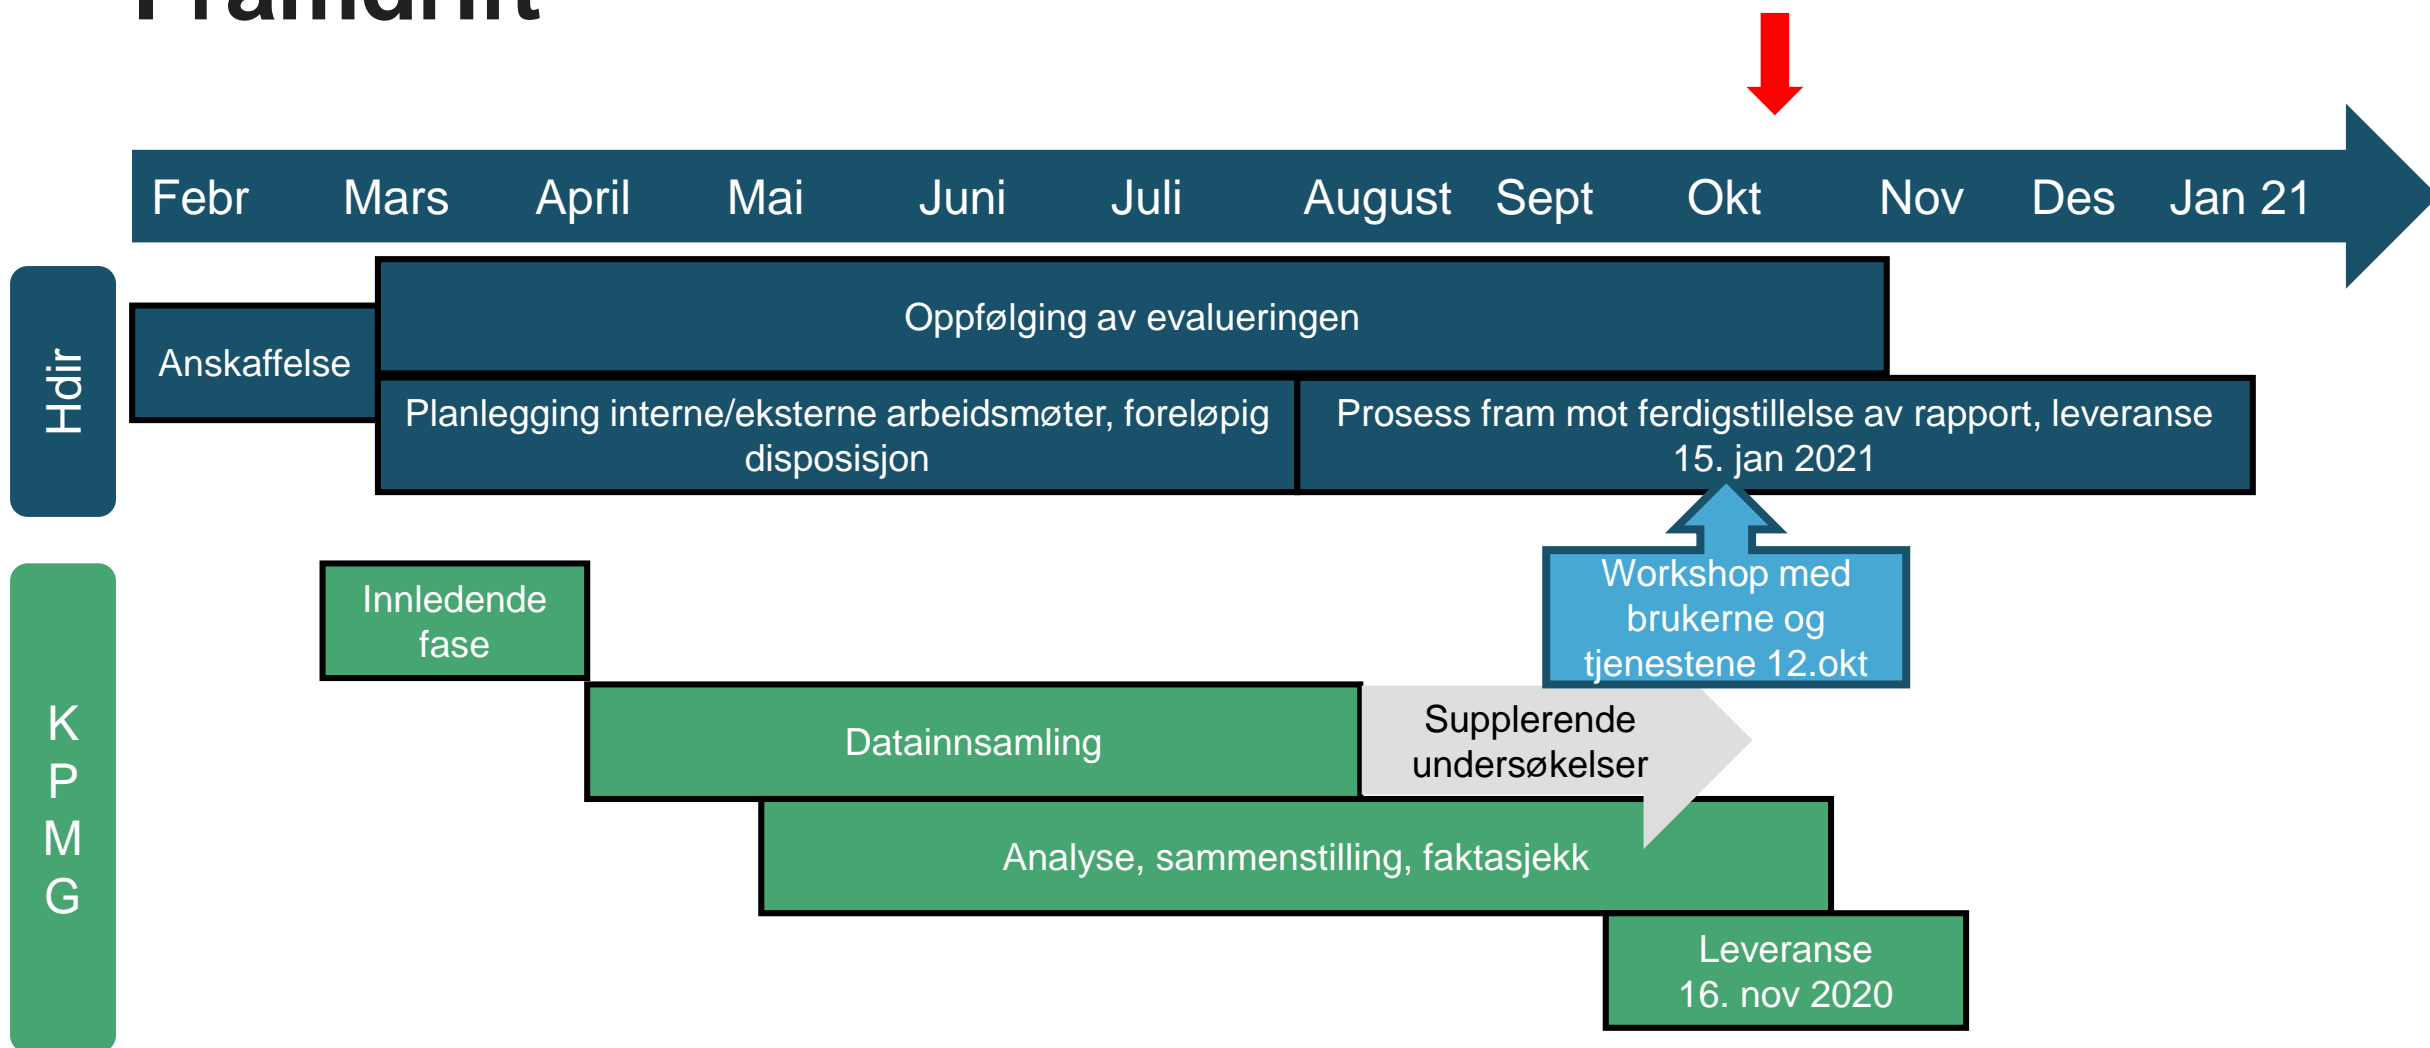 Framdrift
Febr Mars April Mai Juni Juli August Sept Okt Nov Des Jan 21
Hdir
Anskaffelse
Oppfølging av evalueringen
Planlegging interne/eksterne arbeidsmøter, foreløpig
disposisjon
Prosess fram mot ferdigstillelse av rapport, leveranse
15. jan 2021
Workshop med
brukerne og
tjenestene 12.okt
K
P
M
G
Innledende
fase
Datainnsamling
Supplerende
undersøkelser
Analyse, sammenstilling, faktasjekk
Leveranse
16. nov 2020